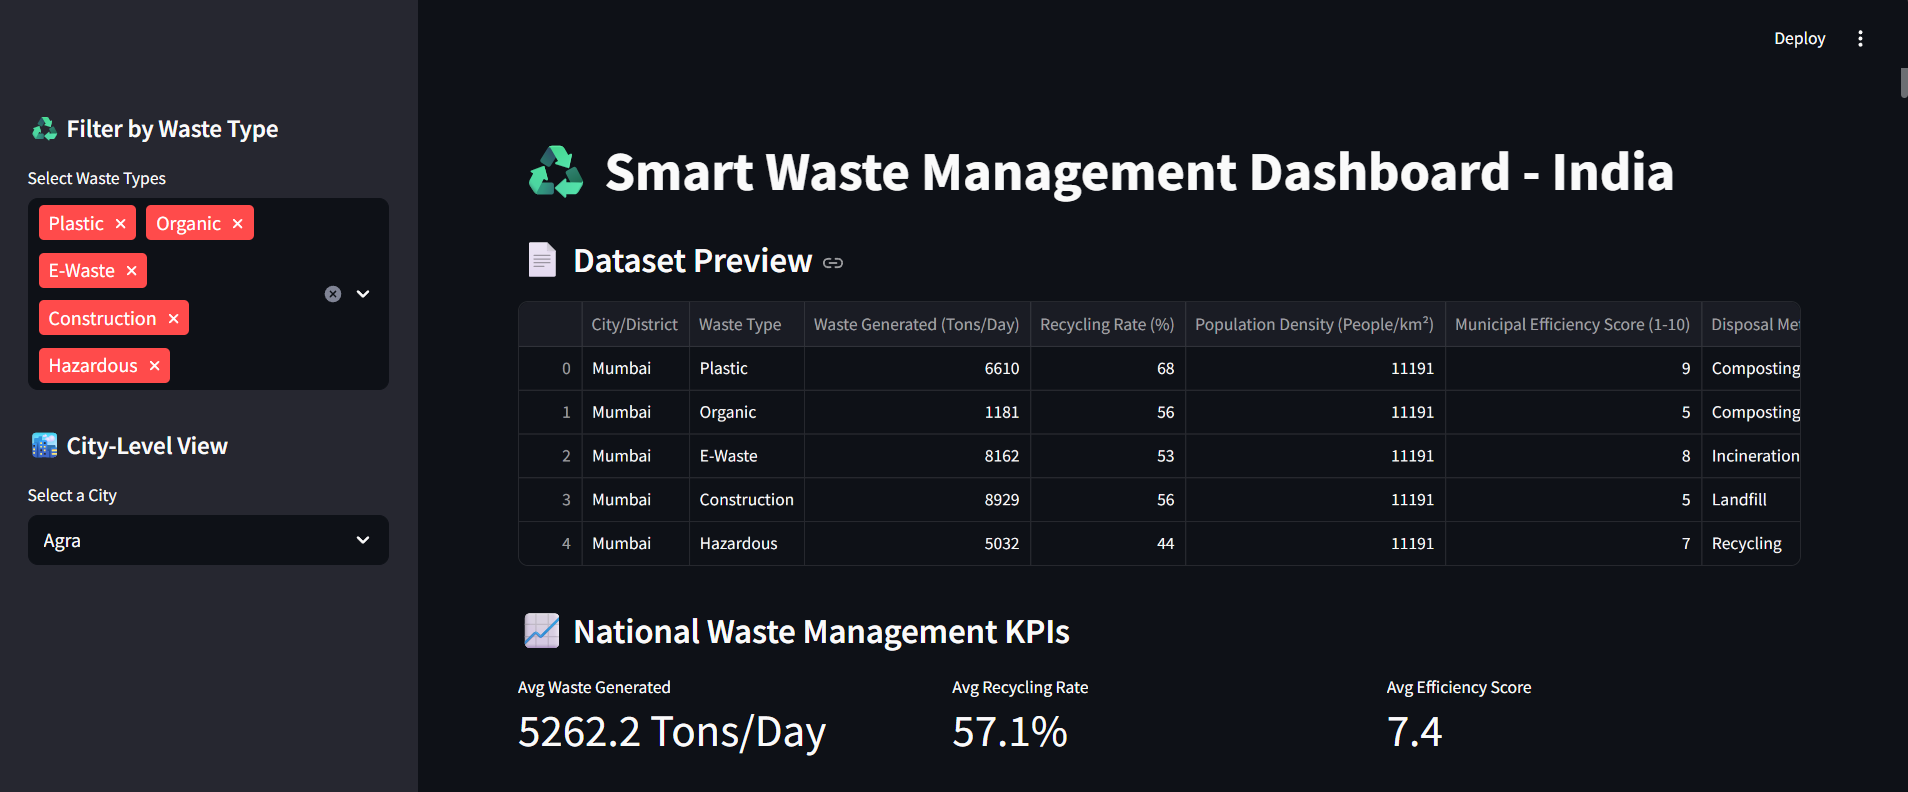 Deploy
Filter by Waste Type
Select Waste Types
Plastic × Organic ×
E-Waste ×
Construction ×
Hazardous ×
City-Level View
Select a City
Agra
Smart Waste Management Dashboard - India
Dataset Preview
City/District Waste Type Waste Generated (Tons/Day) Recycling Rate (%) Population Density (People/km²) Municipal Efficiency Score (1-10) Disposal Me
0 Mumbai Plastic 6610 68 11191 9 Composting
1 Mumbai Organic 1181 56 11191 5 Composting
2 Mumbai E-Waste 8162 53 11191 8 Incineration
3 Mumbai Construction 8929 56 11191 5 Landfill
4 Mumbai Hazardous 5032 44 11191 7 Recycling
National Waste Management KPIs
Avg Waste Generated Avg Recycling Rate Avg Efficiency Score
5262.2 Tons/Day 57.1% 7.4